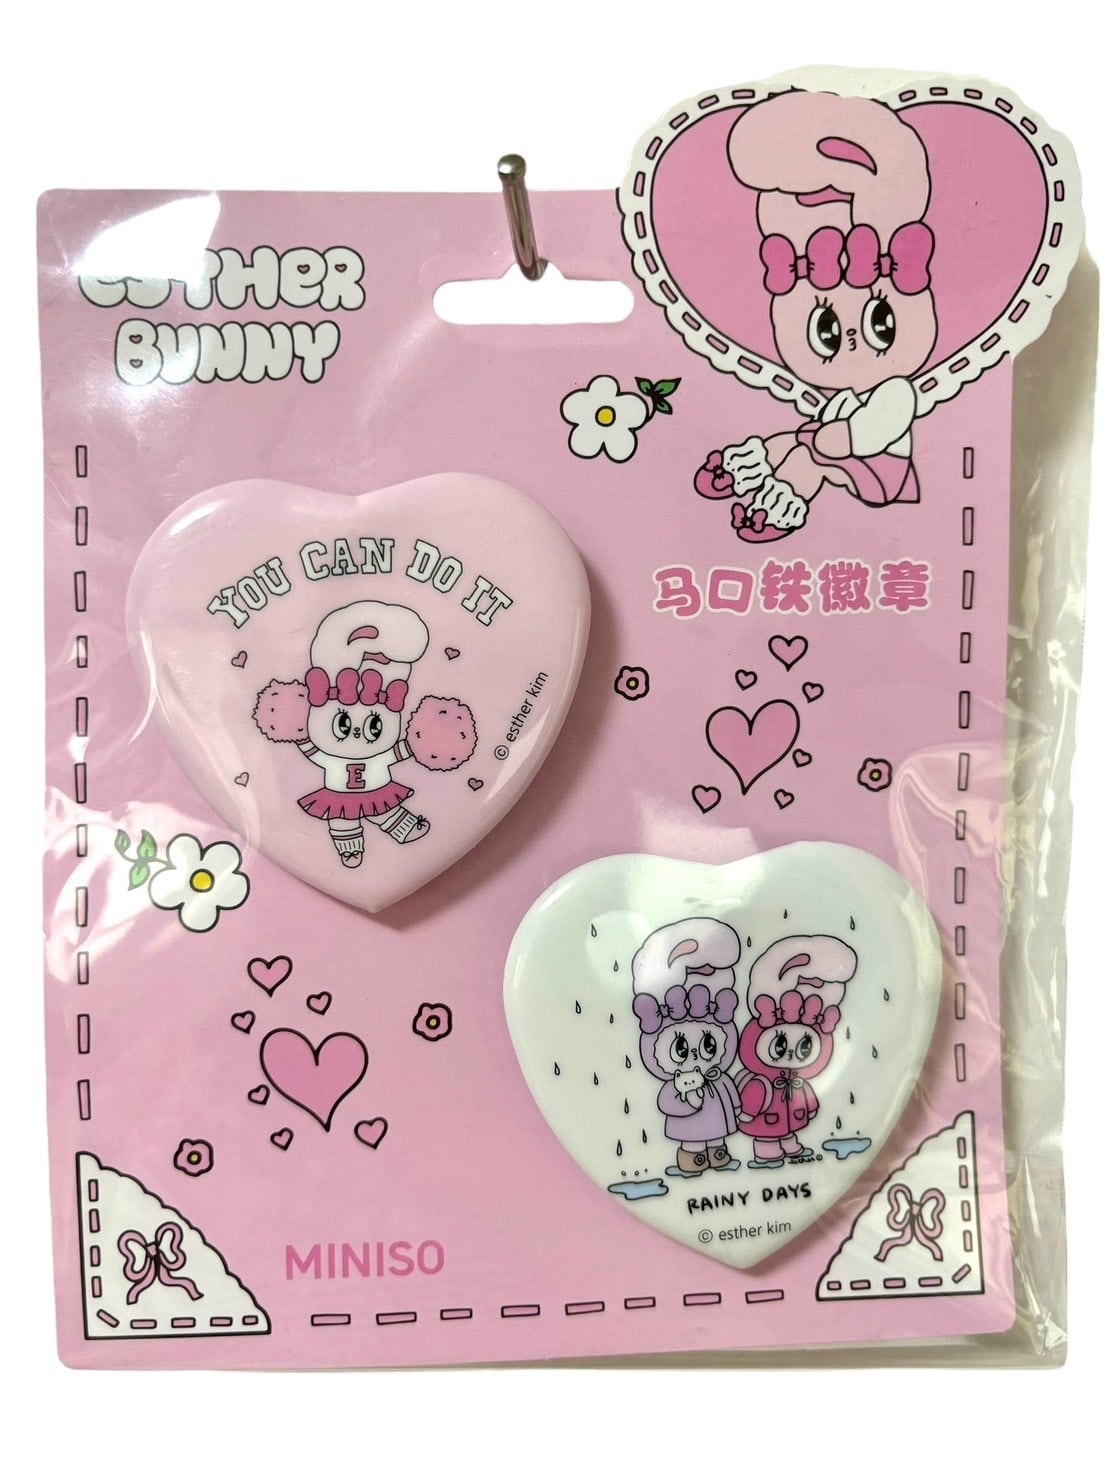 ESTHER
BUNNY
YOU CAN DO IT
E
© esther kim
马口铁徽章
RAINY DAYS
© esther kim
MINISO